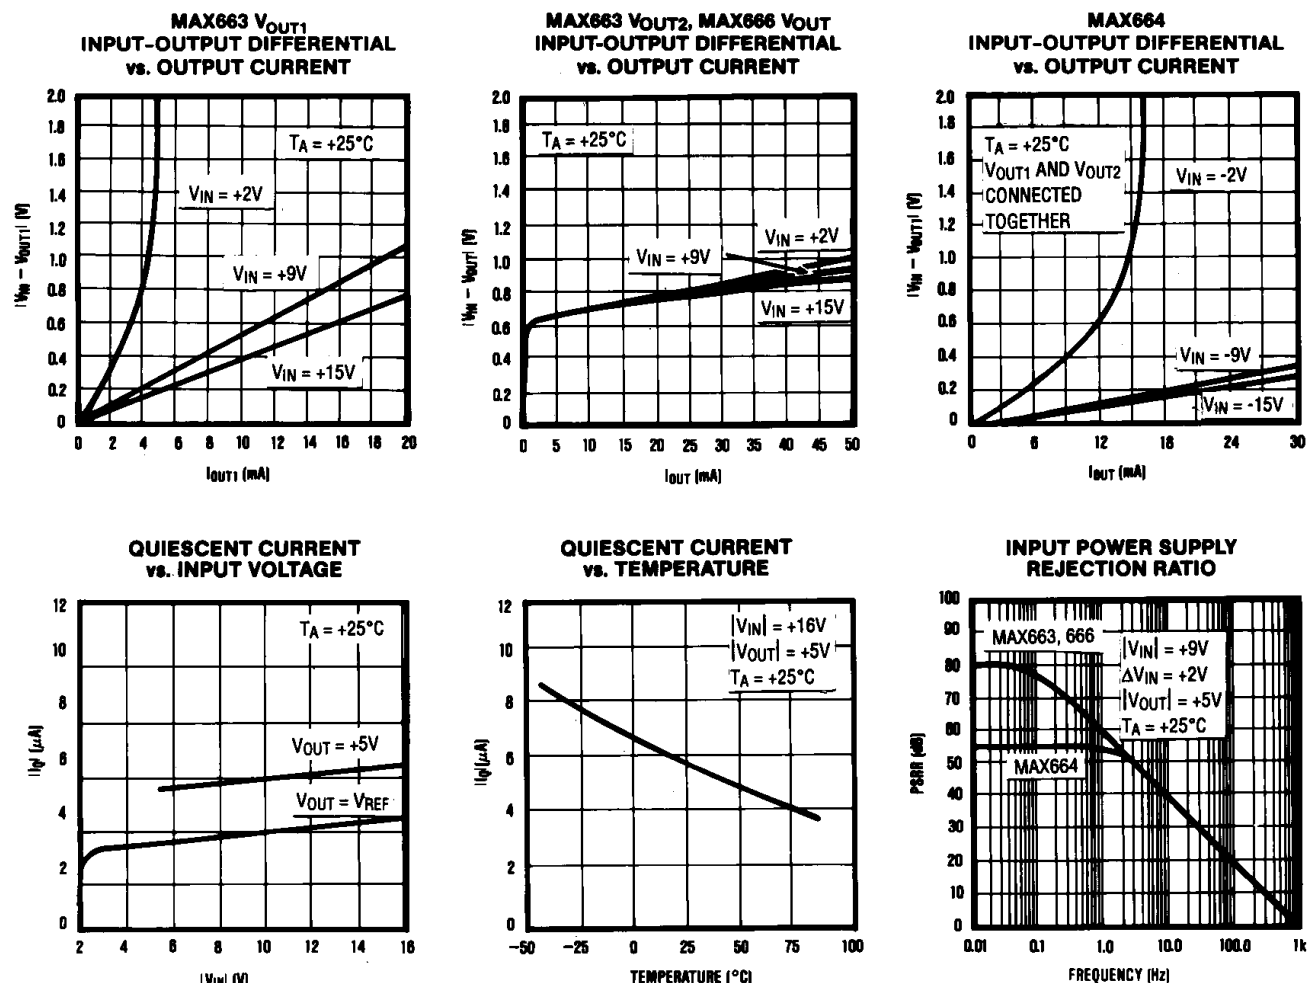 MAX663 VOUT1
INPUT-OUTPUT DIFFERENTIAL
vs. OUTPUT CURRENT
|VIN – VOUT1| (V)
2.0
1.8
1.6
1.4
1.2
1.0
0.8
0.6
0.4
0.2
0
TA = +25°C
VIN = +2V
VIN = +9V
VIN = +15V
0 2 4 6 8 10 12 14 16 18 20
IOUT1 (mA)
MAX663 VOUT2, MAX666 VOUT
INPUT-OUTPUT DIFFERENTIAL
vs. OUTPUT CURRENT
|VIN – VOUT| (V)
2.0
1.8
1.6
1.4
1.2
1.0
0.8
0.6
0.4
0.2
0
TA = +25°C
VIN = +2V
VIN = +9V
VIN = +15V
0 5 10 15 20 25 30 35 40 45 50
IOUT (mA)
MAX664
INPUT-OUTPUT DIFFERENTIAL
vs. OUTPUT CURRENT
|VIN – VOUT1| (V)
2.0
1.8
1.6
1.4
1.2
1.0
0.8
0.6
0.4
0.2
0
TA = +25°C
VOUT1 AND VOUT2
CONNECTED
TOGETHER
VIN = -2V
VIN = -9V
VIN = -15V
0 6 12 18 24 30
IOUT (mA)
QUIESCENT CURRENT
vs. INPUT VOLTAGE
|IQ| (µA)
12
10
8
6
4
2
0
TA = +25°C
VOUT = +5V
VOUT = VREF
2 4 6 8 10 12 14 16
|VIN| (V)
QUIESCENT CURRENT
vs. TEMPERATURE
|IQ| (µA)
12
10
8
6
4
2
0
|VIN| = +16V
|VOUT| = +5V
TA = +25°C
-50 -25 0 25 50 75 100
TEMPERATURE (°C)
INPUT POWER SUPPLY
REJECTION RATIO
PSRR (dB)
100
90
80
70
60
50
40
30
20
10
0
MAX663, 666
|VIN| = +9V
ΔVIN = +2V
|VOUT| = +5V
TA = +25°C
MAX664
0.01 0.1 1.0 10.0 100.0 1k
FREQUENCY (Hz)